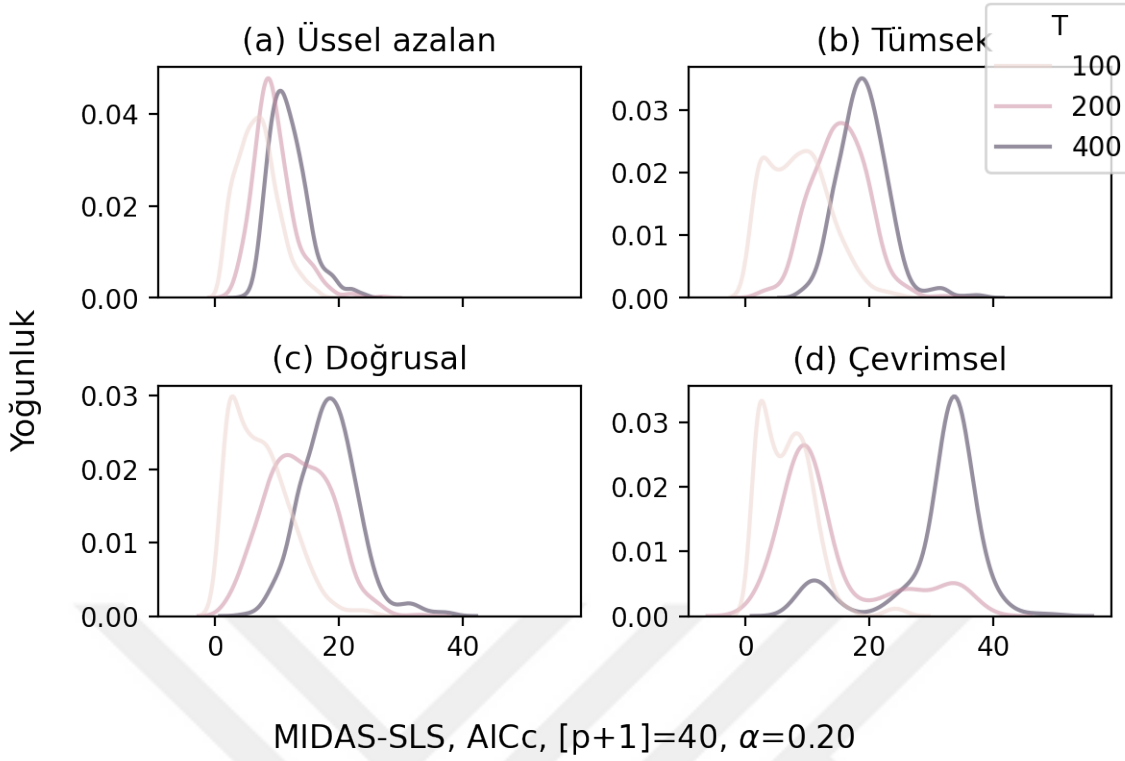 (a) Üssel azalan
(b) Tümsek
T
100
200
400
0.04
0.02
0.00
0.03
0.02
0.01
0.00
Yoğunluk
(c) Doğrusal
(d) Çevrimsel
0.03
0.02
0.01
0.00
0.03
0.02
0.01
0.00
0 20 40
0 20 40
MIDAS-SLS, AICc, [p+1]=40, α=0.20